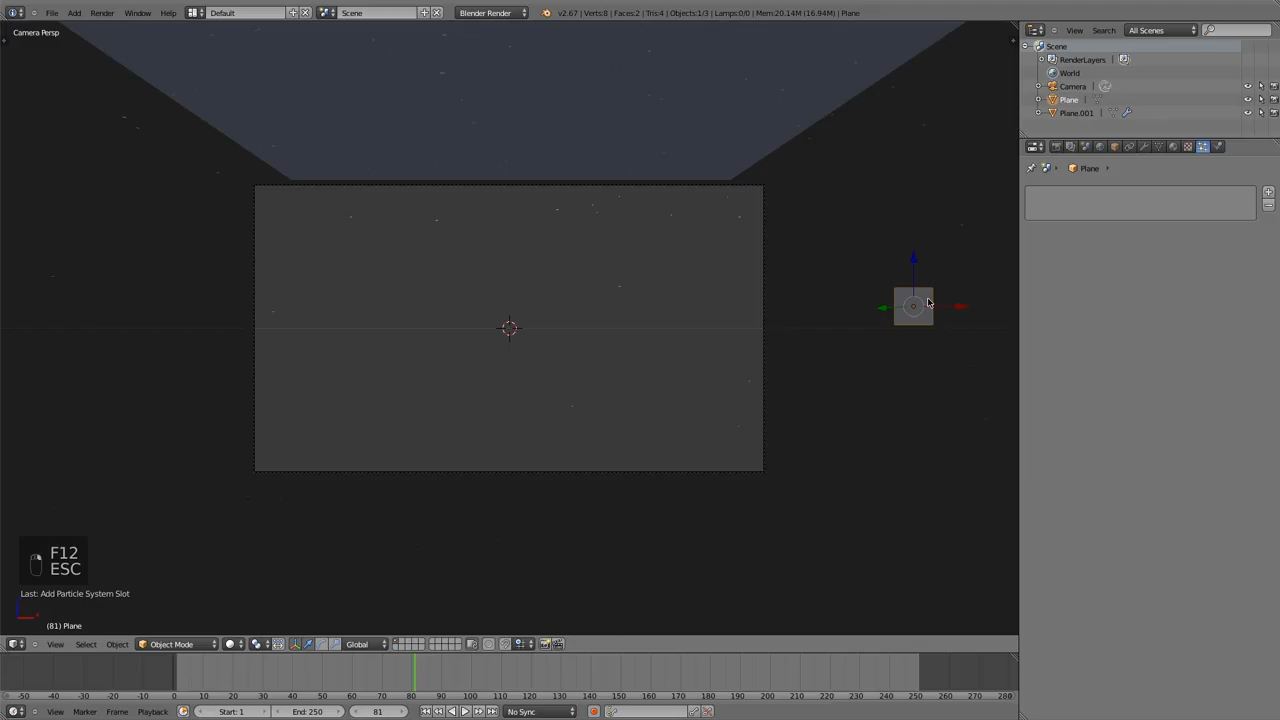 File Add Render Window Help Default Scene Blender Render v2.67 | Verts:8 | Faces:2 | Tris:4 | Objects:1/3 | Lamps:0/0 | Mem:20.14M (16.94M) | Plane
View Search All Scenes
Camera Persp
Scene
RenderLayers
World
Camera
Plane
Plane.001
Plane
F12
ESC
Last: Add Particle System Slot
(81) Plane
View Select Object Object Mode Global
-50 -40 -30 -20 -10 0 10 20 30 40 50 60 70 80 90 100 110 120 130 140 150 160 170 180 190 200 210 220 230 240 250 260 270 280
View Marker Frame Playback Start: 1 End: 250 81 No Sync